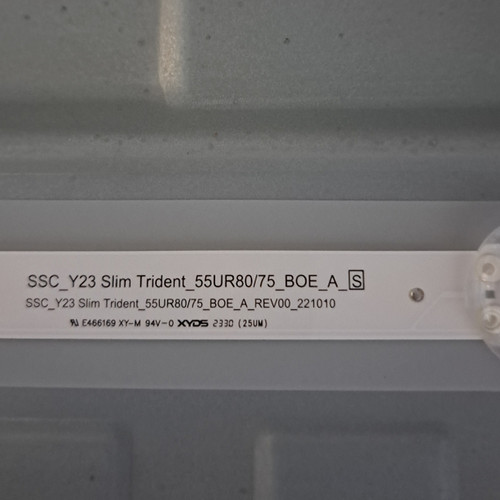 SSC_Y23 Slim Trident_55UR80/75_BOE_A_S
SSC_Y23 Slim Trident_55UR80/75_BOE_A_REV00_221010
E466169 XY-M 94V-0 XYDS 2330 (25UM)